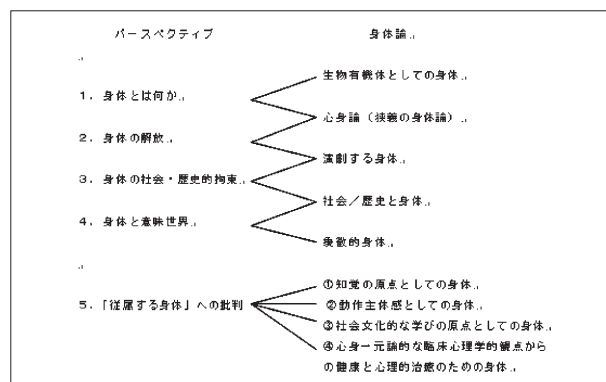 パースペクティブ
身体論
生物有機体としての身体
1．身体とは何か
心身論（狭義の身体論）
2．身体の解放
演劇する身体
3．身体の社会・歴史的拘束
社会／歴史と身体
4．身体と意味世界
象徴的身体
①知覚の原点としての身体
5．「従属する身体」への批判
②動作主体感としての身体
③社会文化的な学びの原点としての身体
④心身一元論的な臨床心理学的観点から
の健康と心理的治癒のための身体